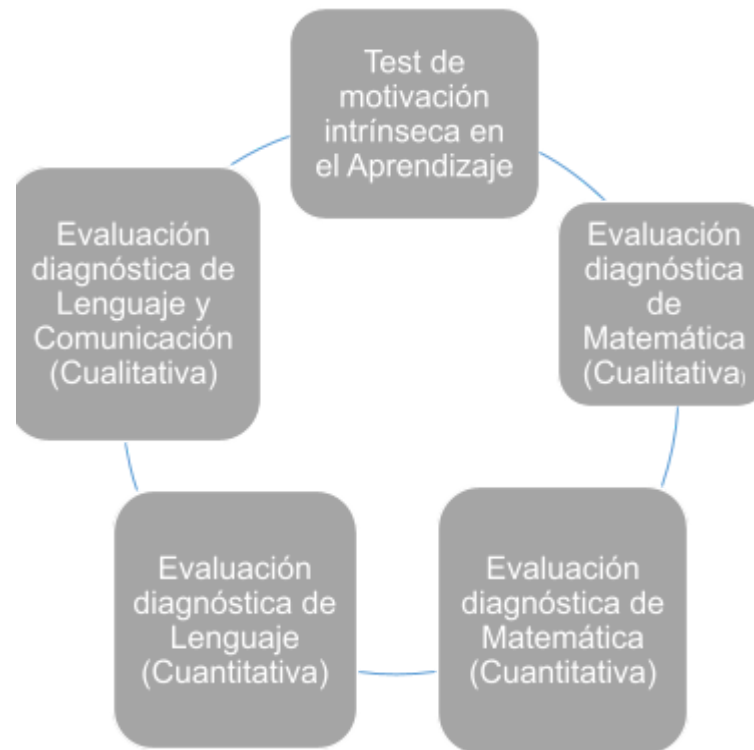 Test de
motivación
intrínseca en
el Aprendizaje
Evaluación
diagnóstica
de
Matemática
(Cualitativa)
Evaluación
diagnóstica de
Matemática
(Cuantitativa)
Evaluación
diagnóstica de
Lenguaje
(Cuantitativa)
Evaluación
diagnóstica de
Lenguaje y
Comunicación
(Cualitativa)